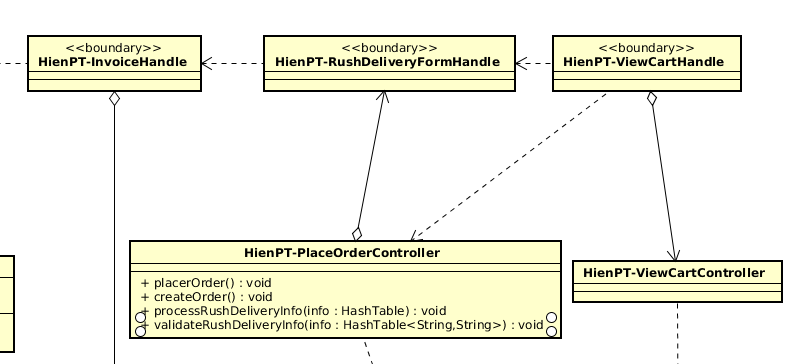 <<boundary>>
HienPT-InvoiceHandle
<<boundary>>
HienPT-RushDeliveryFormHandle
<<boundary>>
HienPT-ViewCartHandle
HienPT-PlaceOrderController
+ placerOrder() : void
+ createOrder() : void
+ processRushDeliveryInfo(info : HashTable) : void
+ validateRushDeliveryInfo(info : HashTable<String,String>) : void
HienPT-ViewCartController